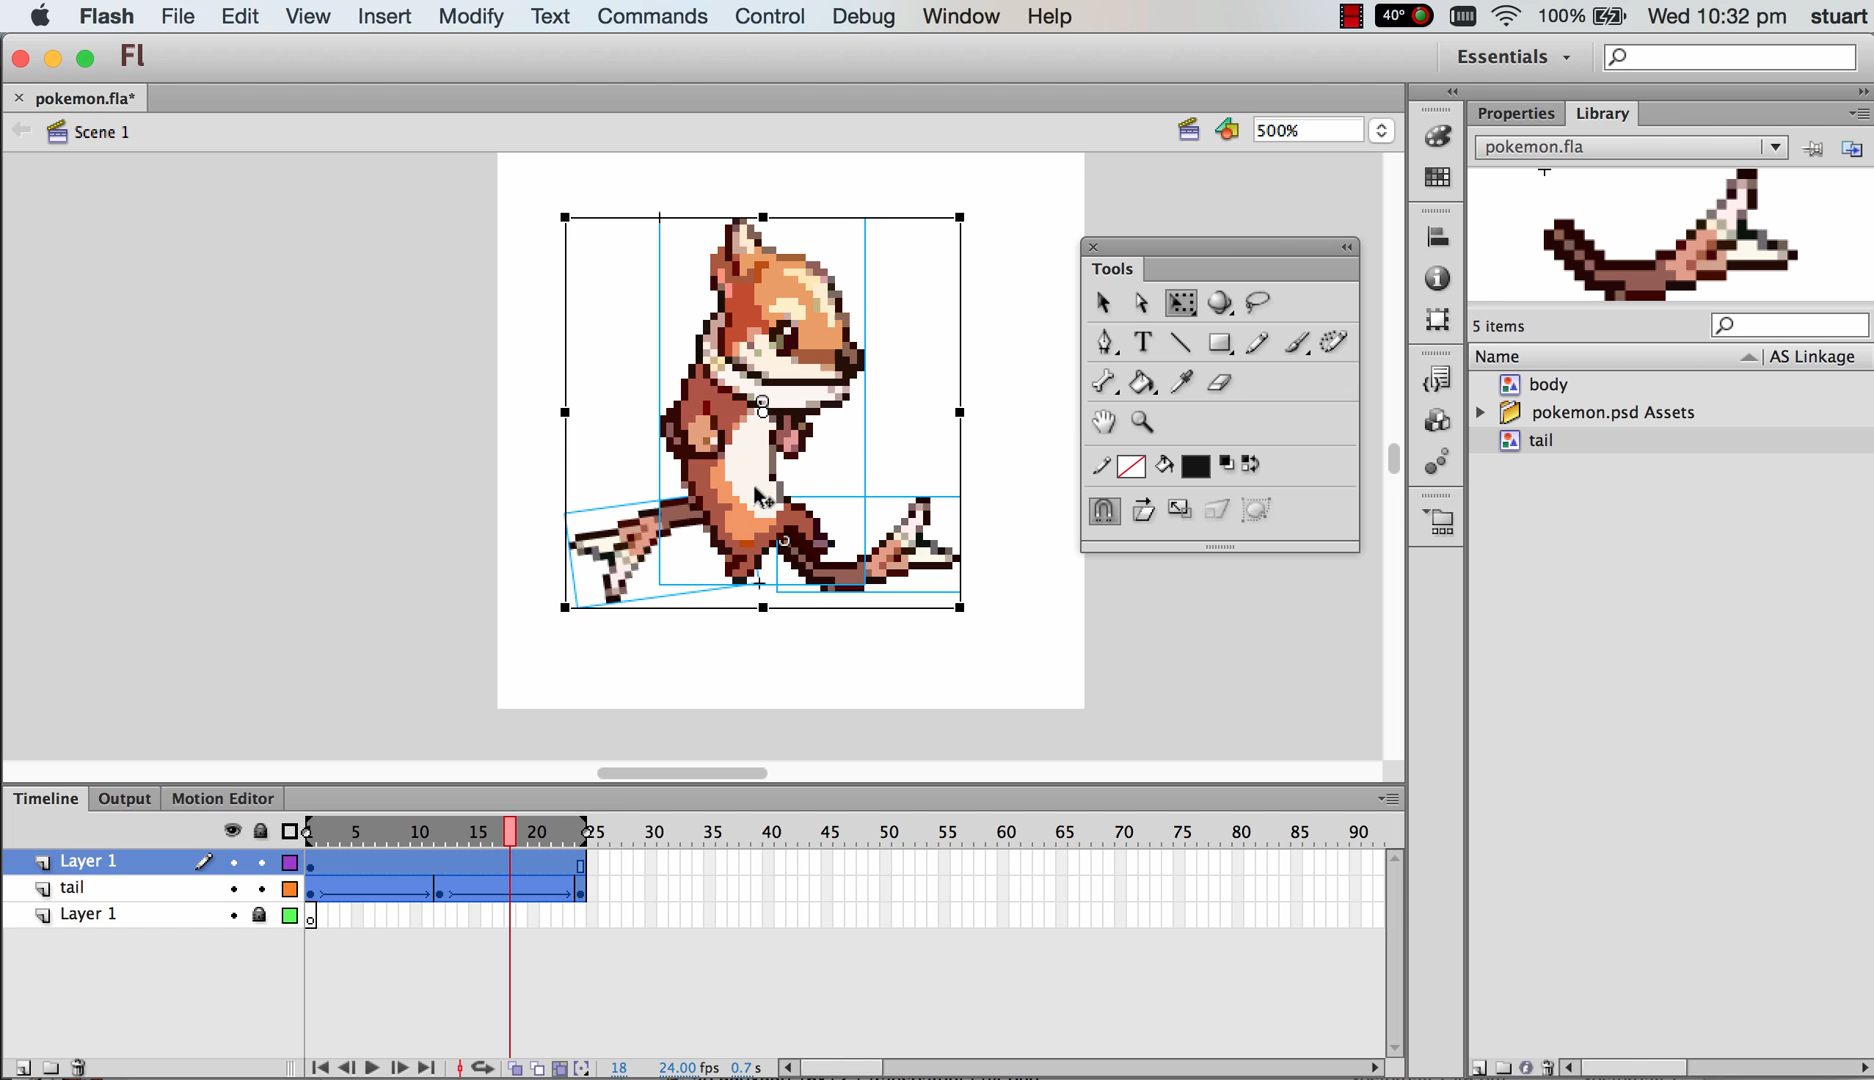 Flash File Edit View Insert Modify Text Commands Control Debug Window Help 40° 100% Wed 10:32 pm stuart
Fl Essentials
pokemon.fla*
Scene 1 500%
Properties Library
pokemon.fla
Tools
5 items
Name AS Linkage
body
pokemon.psd Assets
tail
Timeline Output Motion Editor
5 10 15 20 25 30 35 40 45 50 55 60 65 70 75 80 85 90
Layer 1
tail
Layer 1
18 24.00 fps 0.7 s